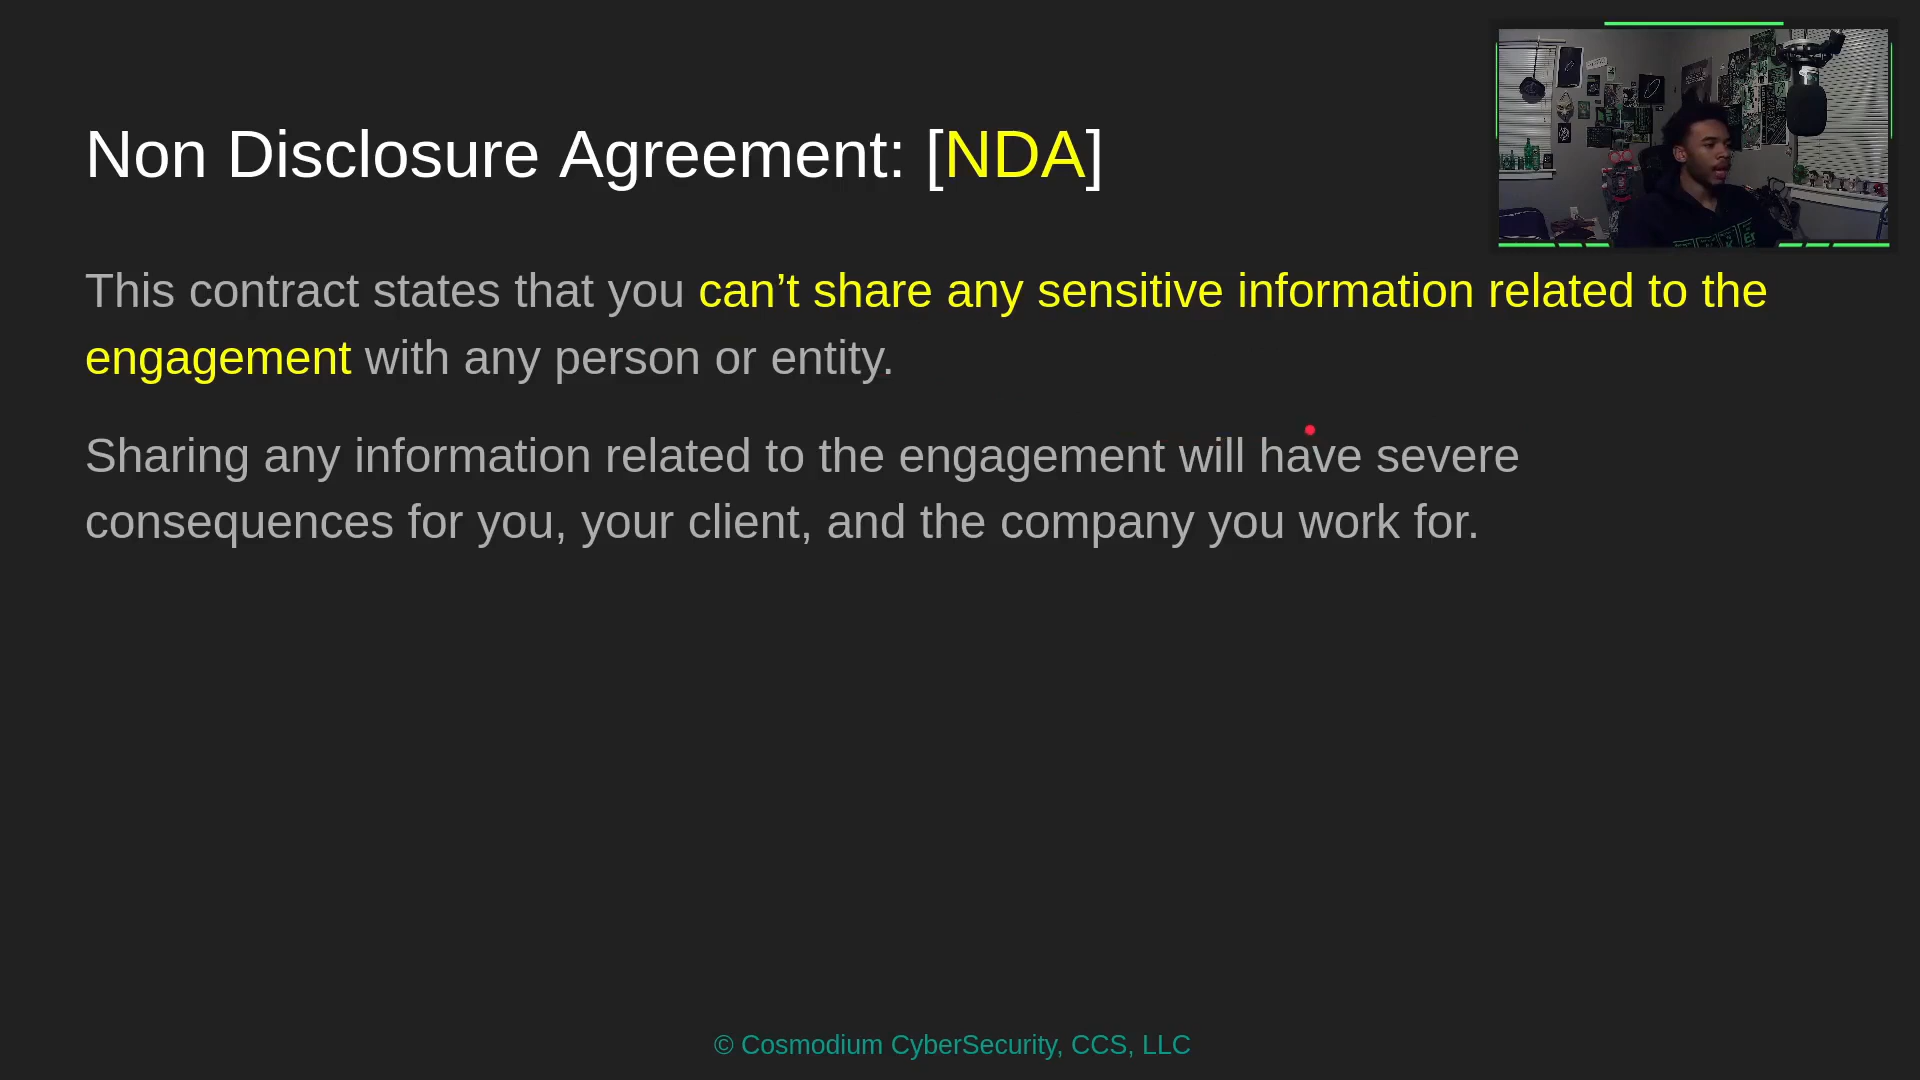 Non Disclosure Agreement: [NDA]
This contract states that you can’t share any sensitive information related to the
engagement with any person or entity.
Sharing any information related to the engagement will have severe
consequences for you, your client, and the company you work for.
© Cosmodium CyberSecurity, CCS, LLC